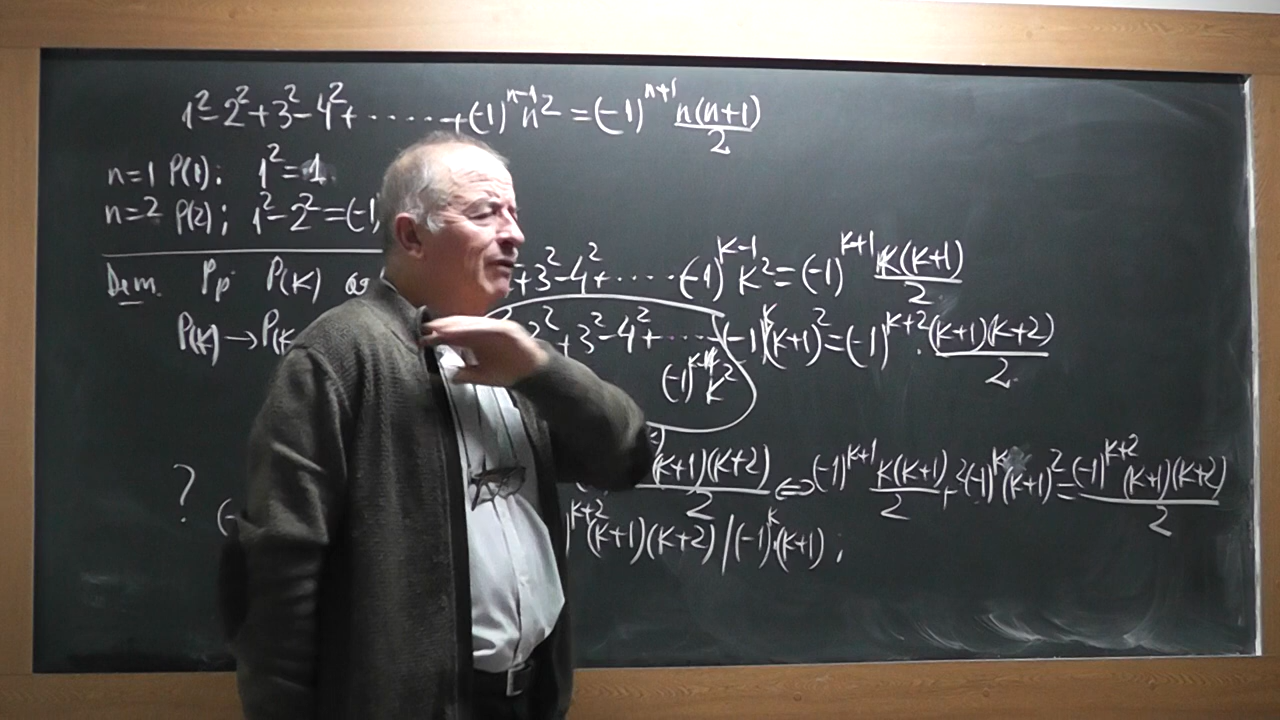 1²-2²+3²-4²+······+(-1)ⁿ⁻¹n²=(-1)ⁿ⁺¹ n(n+1)/2
n=1 P(1): 1²=1
n=2 P(2); 1²-2²=(-1)
Dem. Pp P(K) +3²-4²+·····(-1)ᴷ⁻¹K²=(-1)ᴷ⁺¹ K(K+1)/2
P(K)→P(K 2²+3²-4²+·····(-1)ᴷ(K+1)²=(-1)ᴷ⁺².(K+1)(K+2)/2
K²
? (K+1)(K+2)/2 ⇔(-1)ᴷ⁺¹ K(K+1)/2+(-1)ᴷ(K+1)²=(-1)ᴷ⁺²(K+1)(K+2)/2
ᴷ⁺²(K+1)(K+2)/(-1)ᴷ.(K+1);